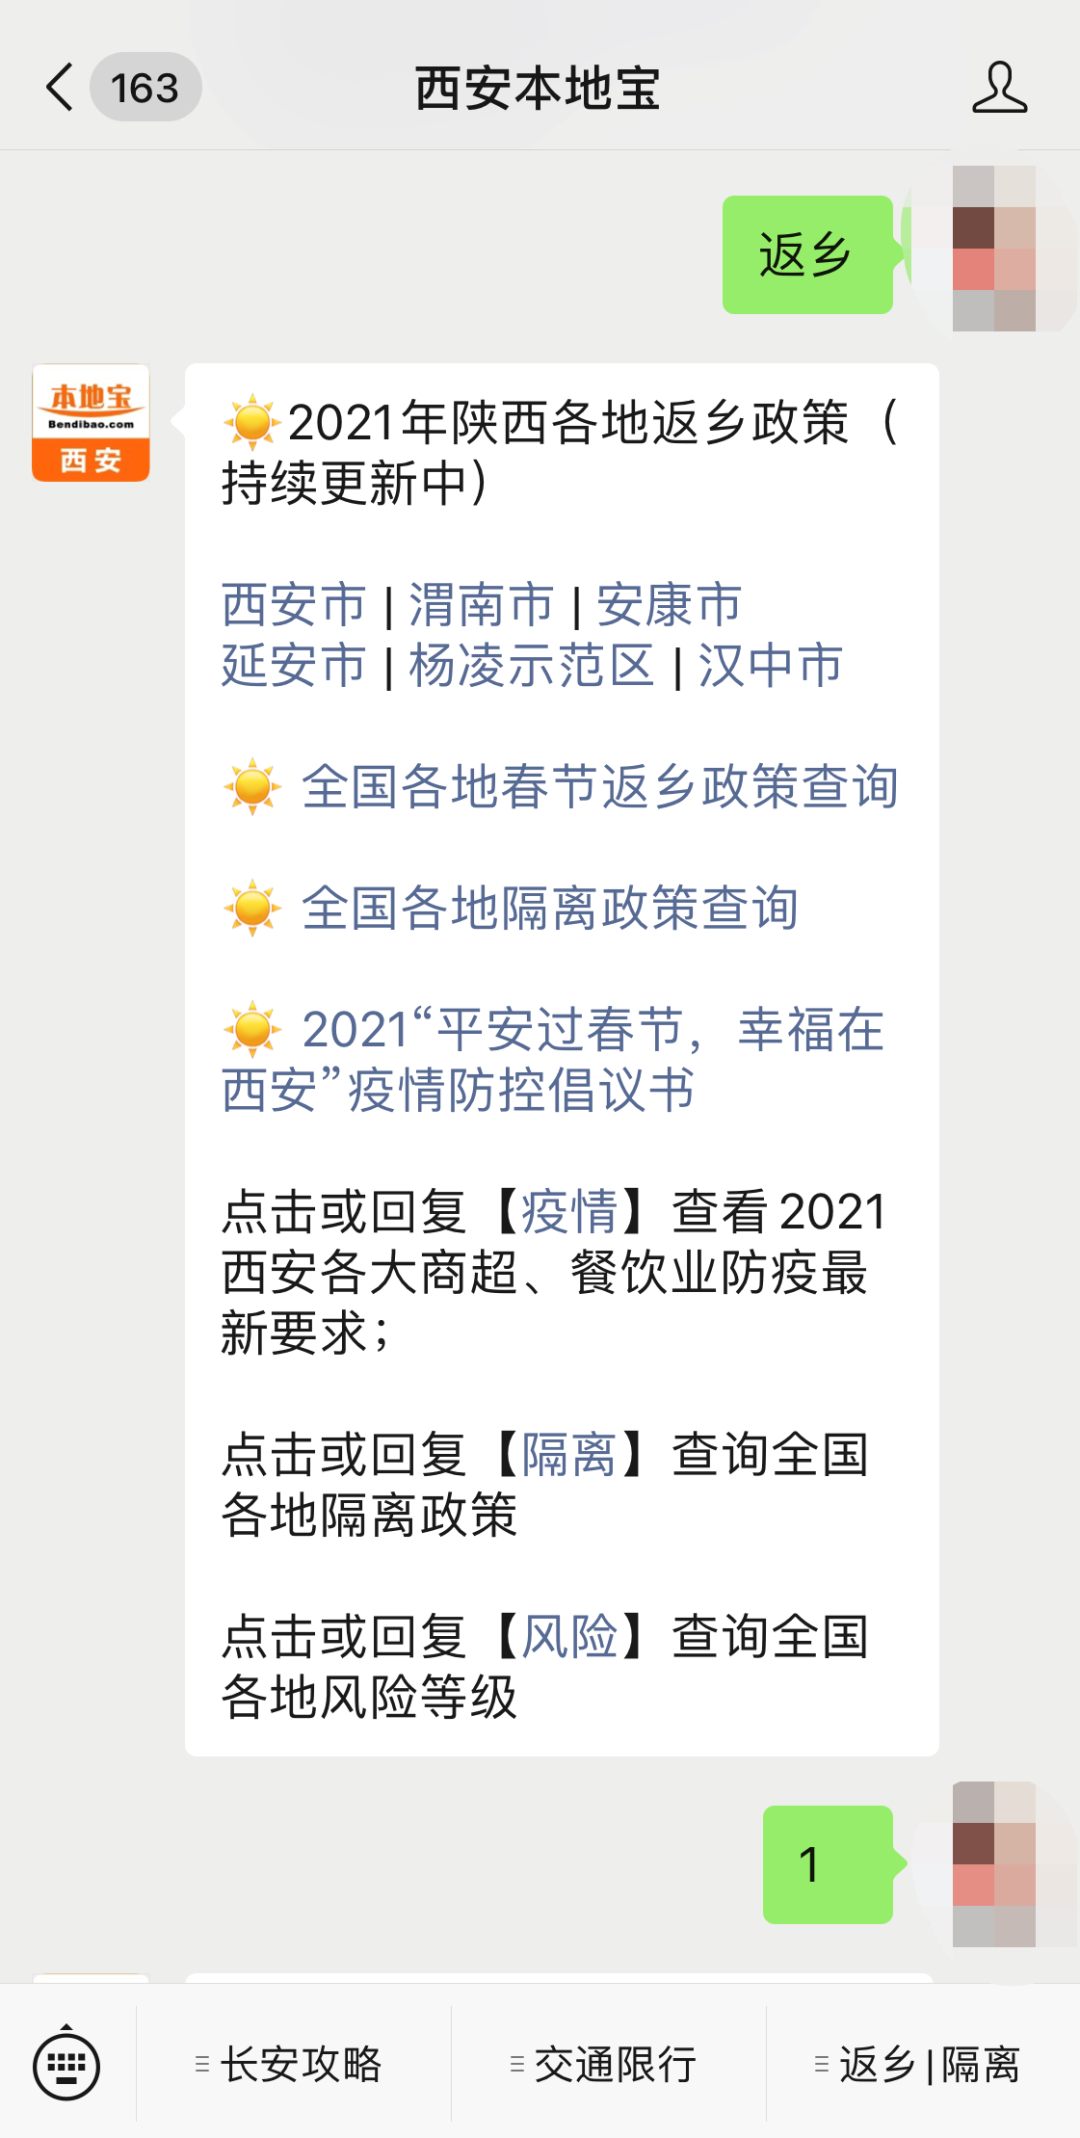 163
西安本地宝
返乡
本地宝
Bendibao.com
西安
☀️2021年陕西各地返乡政策（
持续更新中）
西安市 | 渭南市 | 安康市
延安市 | 杨凌示范区 | 汉中市
☀️ 全国各地春节返乡政策查询
☀️ 全国各地隔离政策查询
☀️ 2021“平安过春节，幸福在
西安”疫情防控倡议书
点击或回复【疫情】查看2021
西安各大商超、餐饮业防疫最
新要求；
点击或回复【隔离】查询全国
各地隔离政策
点击或回复【风险】查询全国
各地风险等级
1
长安攻略
交通限行
返乡|隔离